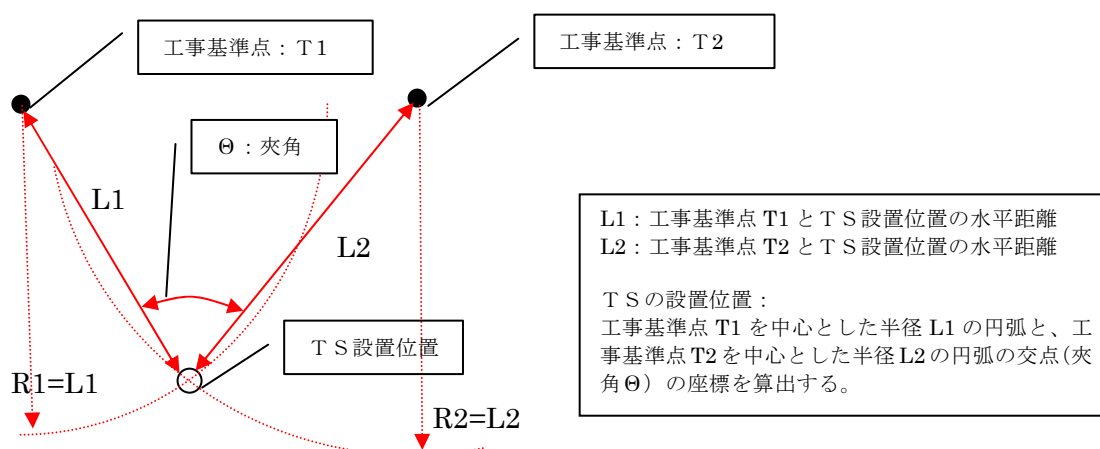 工事基準点：Ｔ1
工事基準点：Ｔ2
Θ：夾角
L1
L2
ＴＳ設置位置
R1=L1
R2=L2
L1：工事基準点 T1 とＴＳ設置位置の水平距離
L2：工事基準点 T2 とＴＳ設置位置の水平距離
ＴＳの設置位置：
工事基準点 T1 を中心とした半径 L1 の円弧と、工
事基準点 T2 を中心とした半径 L2 の円弧の交点(夾
角Θ）の座標を算出する。